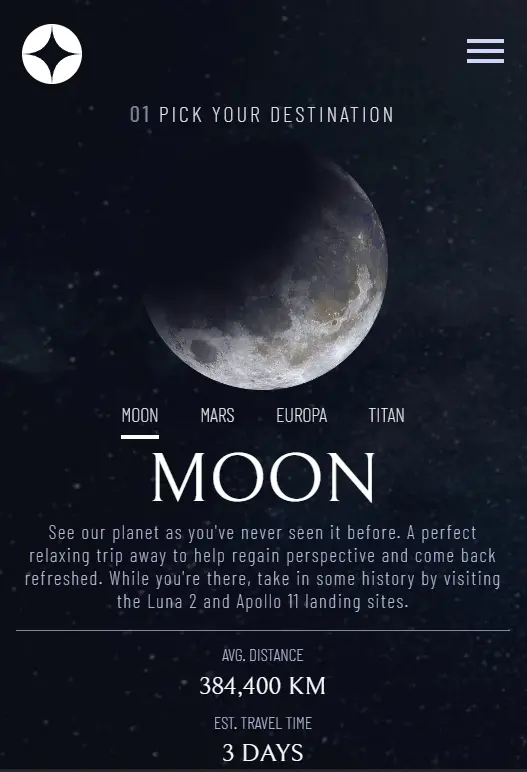 01 PICK YOUR DESTINATION
MOON MARS EUROPA TITAN
MOON
See our planet as you've never seen it before. A perfect
relaxing trip away to help regain perspective and come back
refreshed. While you're there, take in some history by visiting
the Luna 2 and Apollo 11 landing sites.
AVG. DISTANCE
384,400 KM
EST. TRAVEL TIME
3 DAYS